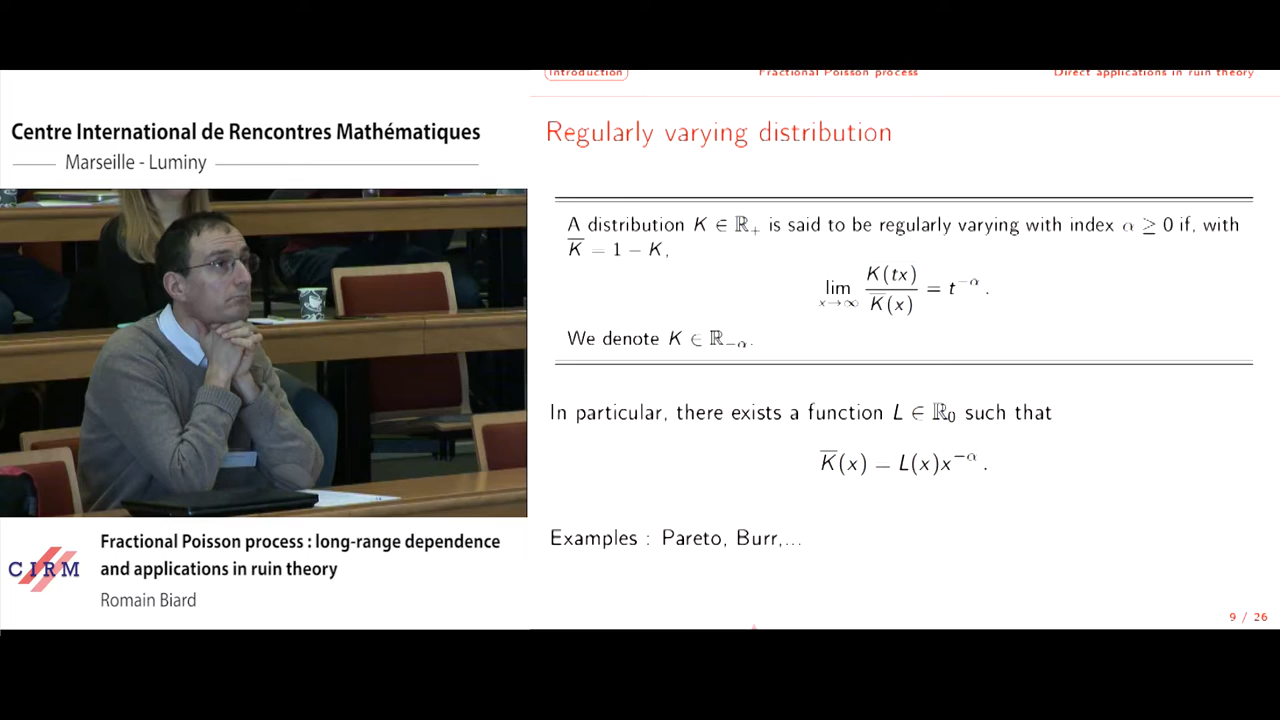 Centre International de Rencontres Mathématiques
Marseille - Luminy
Fractional Poisson process : long-range dependence
and applications in ruin theory
Romain Biard
CIRM
Introduction Fractional Poisson process Direct applications in ruin theory
Regularly varying distribution
A distribution K ∈ ℝ₊ is said to be regularly varying with index α ≥ 0 if, with
K̅ = 1 − K,
lim x→∞ K̅(tx) / K̅(x) = t^−α .
We denote K ∈ ℝ_−α.
In particular, there exists a function L ∈ ℝ₀ such that
K̅(x) = L(x)x^−α .
Examples : Pareto, Burr,...
9 / 26